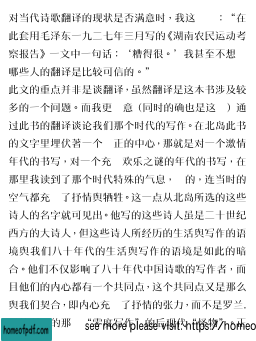 对当代诗歌翻译的现状是否满意时，我这　　：“在
此套用毛泽东一九二七年三月写的《湖南农民运动考
察报告》一文中一句话：‘糟得很。’我甚至不想
哪些人的翻译是比较可信的。”
此文的重点并非是谈翻译，虽然翻译是这本书涉及较
多的一个问题。而我更　意（同时的确也是这　）通
过此书的翻译谈论我们那个时代的写作。在北岛此书
的文字里埋伏著一个　正的中心，那就是对一个激情
年代的书写，对一个充　欢乐之谜的年代的书写，在
那里我读到了那个时代特殊的气息，　的，连当时的
空气都充　了抒情与牺牲。这一点从北岛所选的这些
诗人的名字就可见出。他写的这些诗人虽是二十世纪
西方的大诗人，但这些诗人所经历的生活与写作的语
境與我们八十年代的生活與写作的语境是如此的暗
合。他们不仅影响了八十年代中国诗歌的写作者，而
且他们的内心都有一个共同点，这个共同点又是那么
與我们契合，即内心充　了抒情的张力，而不是罗兰.
的那　“零度写作”的后现代“怪物”。正
homeofpdf.com
see more please visit: https://homeo